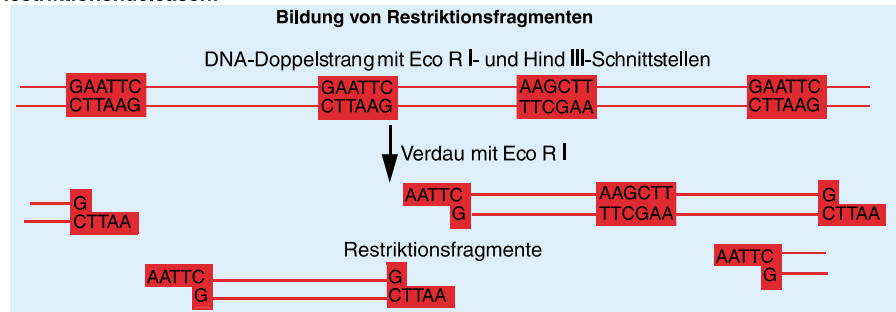 Bildung von Restriktionsfragmenten
DNA-Doppelstrang mit Eco R I- und Hind III-Schnittstellen
GAATTC GAATTC AAGCTT GAATTC
CTTAAG CTTAAG TTCGAA CTTAAG
Verdau mit Eco R I
G AATTC AAGCTT G
CTTAA G TTCGAA CTTAA
Restriktionsfragmente
AATTC G AATTC
G CTTAA G